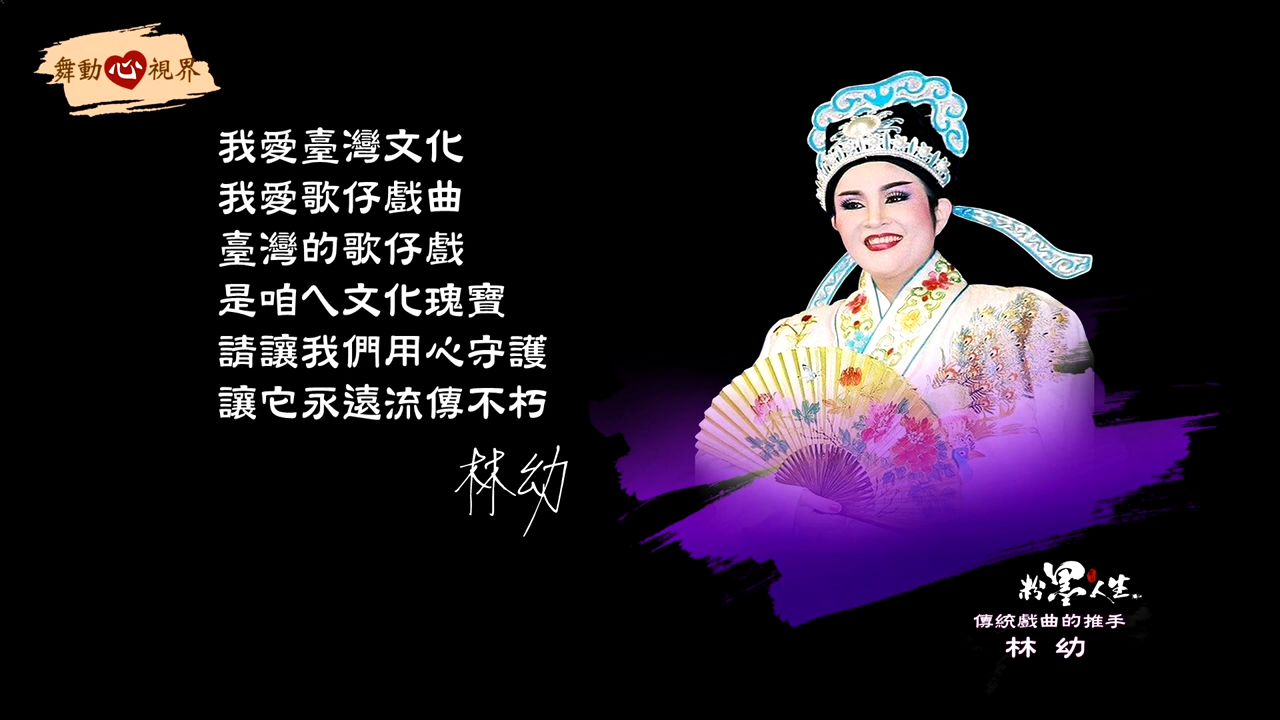 舞動心視界
我愛臺灣文化
我愛歌仔戲曲
臺灣的歌仔戲
是咱ㄟ文化瑰寶
請讓我們用心守護
讓它永遠流傳不朽
林幼
粉墨人生
傳統戲曲的推手
林 幼